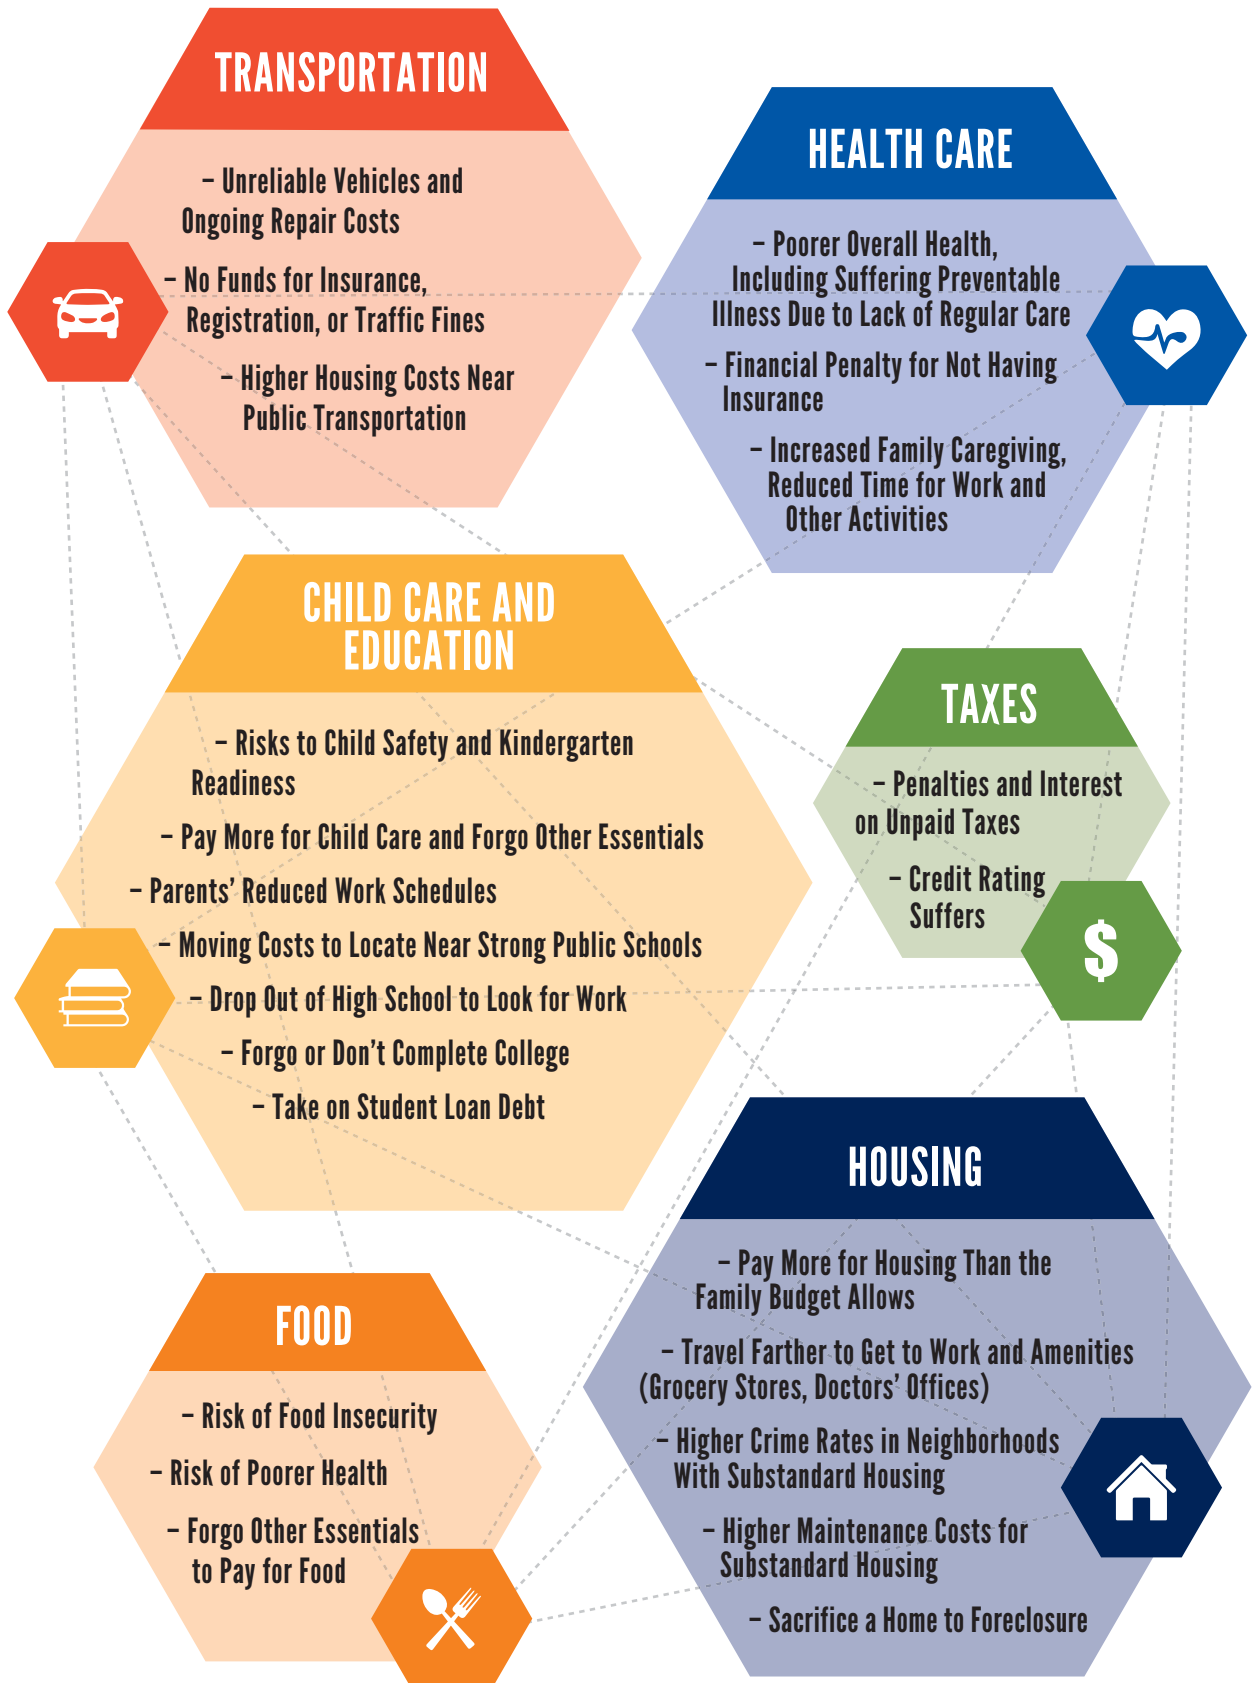 TRANSPORTATION
– Unreliable Vehicles and
Ongoing Repair Costs
– No Funds for Insurance,
Registration, or Traffic Fines
– Higher Housing Costs Near
Public Transportation
HEALTH CARE
– Poorer Overall Health,
Including Suffering Preventable
Illness Due to Lack of Regular Care
– Financial Penalty for Not Having
Insurance
– Increased Family Caregiving,
Reduced Time for Work and
Other Activities
CHILD CARE AND
EDUCATION
– Risks to Child Safety and Kindergarten
Readiness
– Pay More for Child Care and Forgo Other Essentials
– Parents’ Reduced Work Schedules
– Moving Costs to Locate Near Strong Public Schools
– Drop Out of High School to Look for Work
– Forgo or Don’t Complete College
– Take on Student Loan Debt
TAXES
– Penalties and Interest
on Unpaid Taxes
– Credit Rating
Suffers
$
HOUSING
– Pay More for Housing Than the
Family Budget Allows
– Travel Farther to Get to Work and Amenities
(Grocery Stores, Doctors’ Offices)
– Higher Crime Rates in Neighborhoods
With Substandard Housing
– Higher Maintenance Costs for
Substandard Housing
– Sacrifice a Home to Foreclosure
FOOD
– Risk of Food Insecurity
– Risk of Poorer Health
– Forgo Other Essentials
to Pay for Food